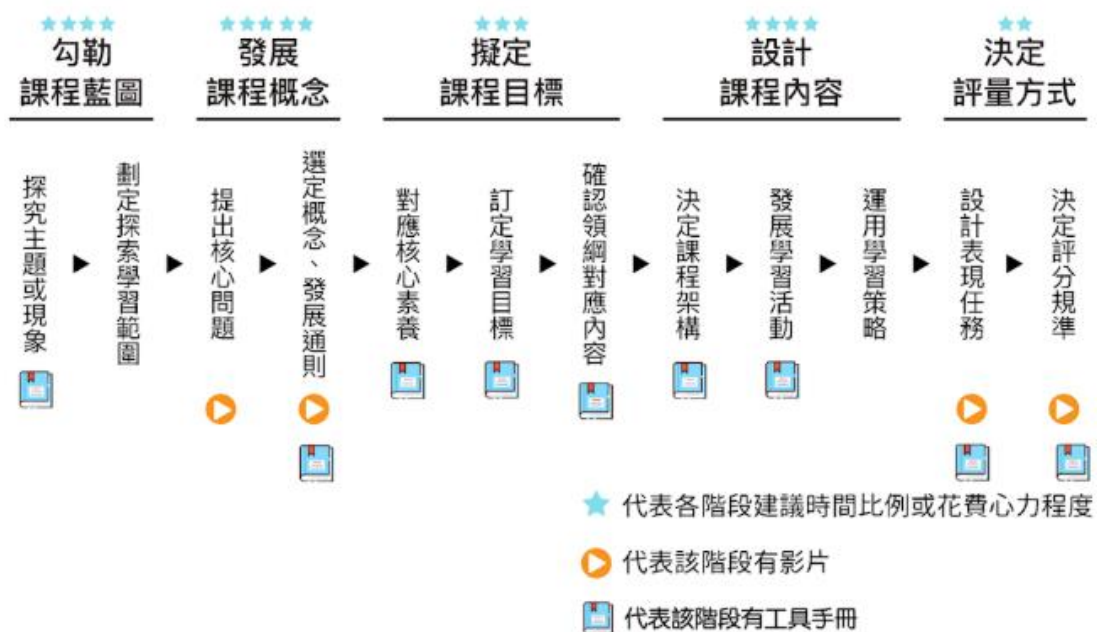 勾勒
課程藍圖
發展
課程概念
擬定
課程目標
設計
課程內容
決定
評量方式
探究主題或現象
劃定探索學習範圍
提出核心問題
選定概念、發展通則
對應核心素養
訂定學習目標
確認領綱對應內容
決定課程架構
發展學習活動
運用學習策略
設計表現任務
決定評分規準
代表各階段建議時間比例或花費心力程度
代表該階段有影片
代表該階段有工具手冊